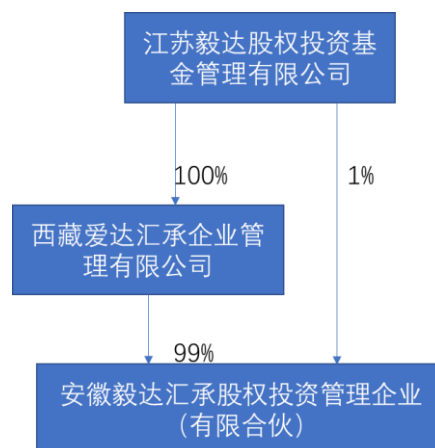 江苏毅达股权投资基
金管理有限公司
100%
1%
西藏爱达汇承企业管
理有限公司
99%
安徽毅达汇承股权投资管理企业
（有限合伙）